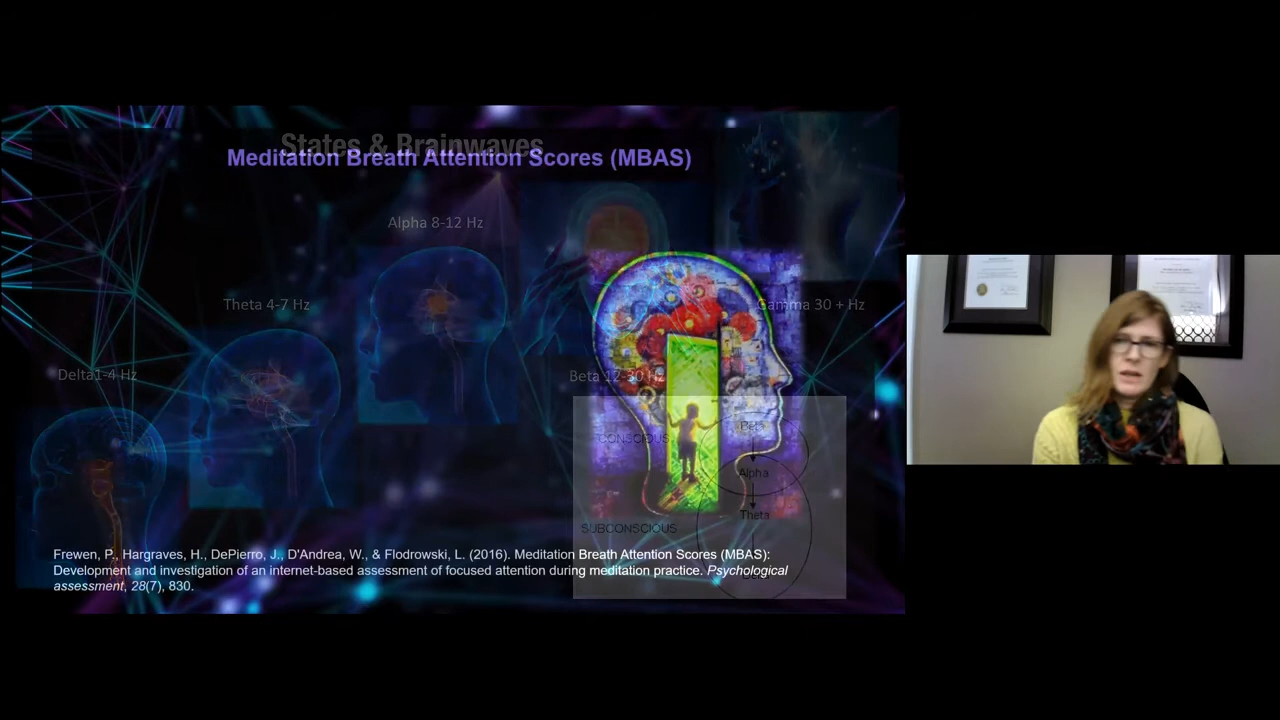 States & Brainwaves
Meditation Breath Attention Scores (MBAS)
Alpha 8-12 Hz
Theta 4-7 Hz
Gamma 30 + Hz
Delta1-4 Hz
Beta 12-30 Hz
Beta
CONSCIOUS
Alpha
Theta
SUBCONSCIOUS
Frewen, P., Hargraves, H., DePierro, J., D'Andrea, W., & Flodrowski, L. (2016). Meditation Breath Attention Scores (MBAS):
Development and investigation of an internet-based assessment of focused attention during meditation practice. Psychological
assessment, 28(7), 830.